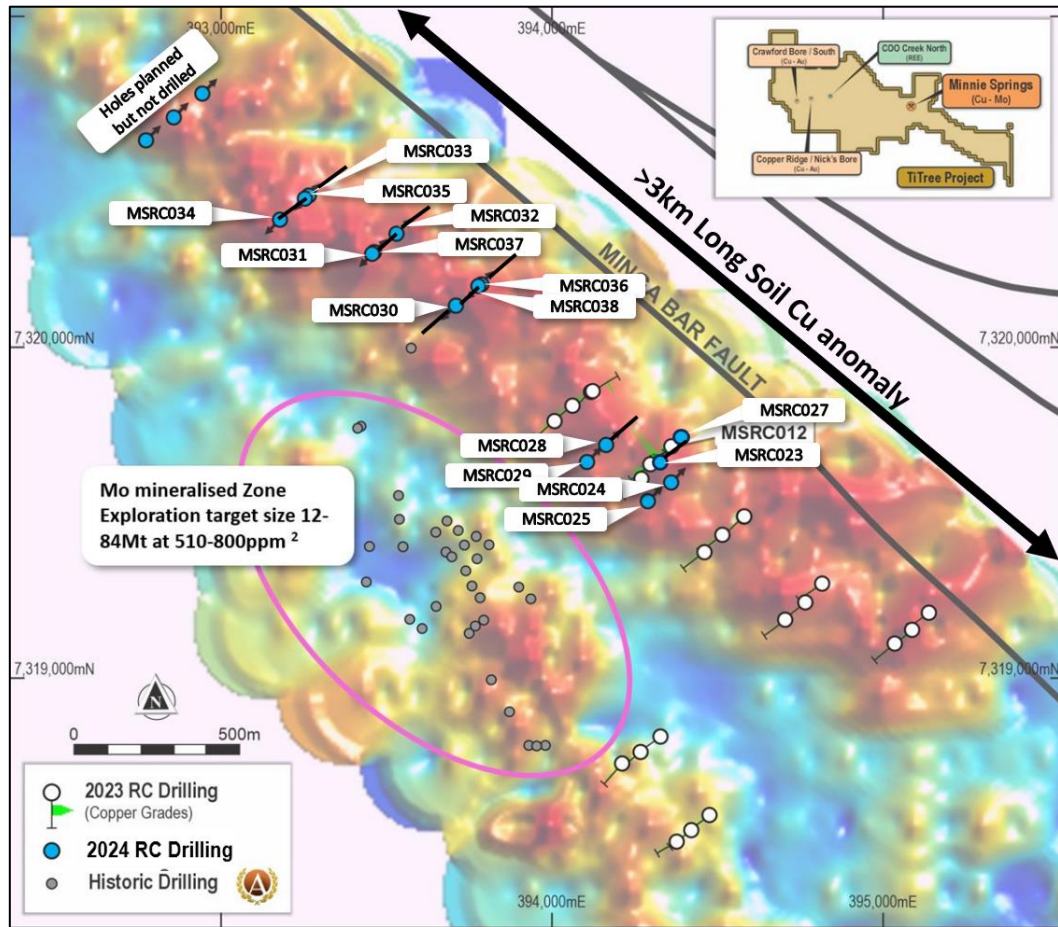 393,000mE
394,000mE
Holes planned
but not drilled
Crawford Bore / South
(Cu - Au)
COO Creek North
(REE)
Minnie Springs
(Cu - Mo)
Copper Ridge / Nick's Bore
(Cu - Au)
TiTree Project
>3km Long Soil Cu anomaly
MINGA BAR FAULT
MSRC033
MSRC035
MSRC034
MSRC032
MSRC037
MSRC031
MSRC036
MSRC038
MSRC030
7,320,000mN
7,320,000mN
MSRC027
MSRC028
MSRC012
MSRC023
MSRC029
MSRC024
MSRC025
Mo mineralised Zone
Exploration target size 12-
84Mt at 510-800ppm 2
7,319,000mN
7,319,000mN
N
0
500m
2023 RC Drilling
(Copper Grades)
2024 RC Drilling
Historic Drilling
A
394,000mE
395,000mE